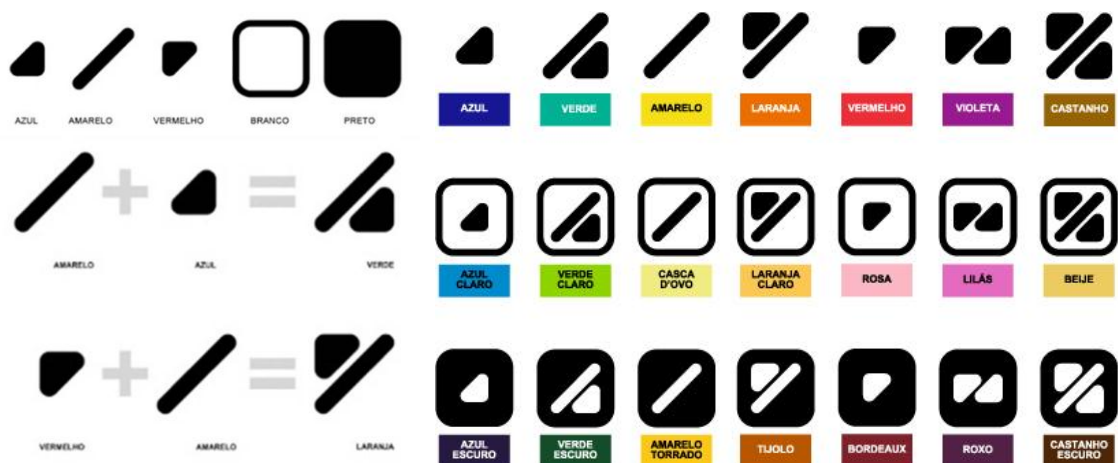 AZUL AMARELO VERMELHO BRANCO PRETO
AMARELO AZUL VERDE
VERMELHO AMARELO LARANJA
AZUL VERDE AMARELO LARANJA VERMELHO VIOLETA CASTANHO
AZUL CLARO
VERDE CLARO
CASCA D'OVO
LARANJA CLARO
ROSA
LILÁS
BEIJE
AZUL ESCURO
VERDE ESCURO
AMARELO TORRADO
TIJOLO
BORDEAUX
ROXO
CASTANHO ESCURO